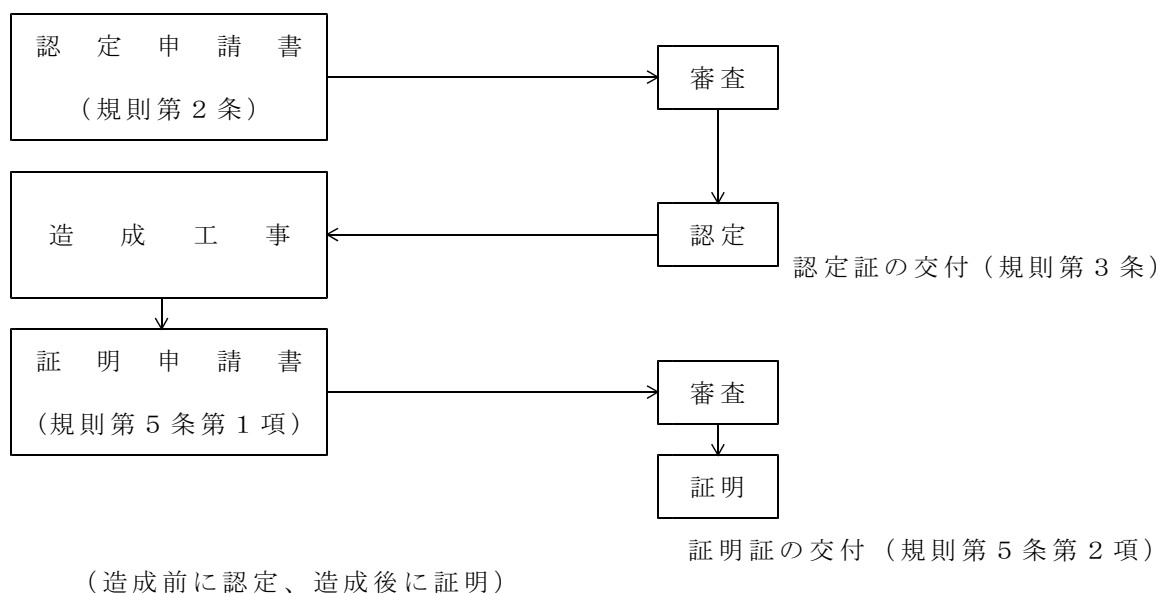 認定申請書
(規則第2条)
審査
造成工事
認定
認定証の交付(規則第3条)
証明申請書
(規則第5条第1項)
審査
証明
証明証の交付(規則第5条第2項)
(造成前に認定、造成後に証明)